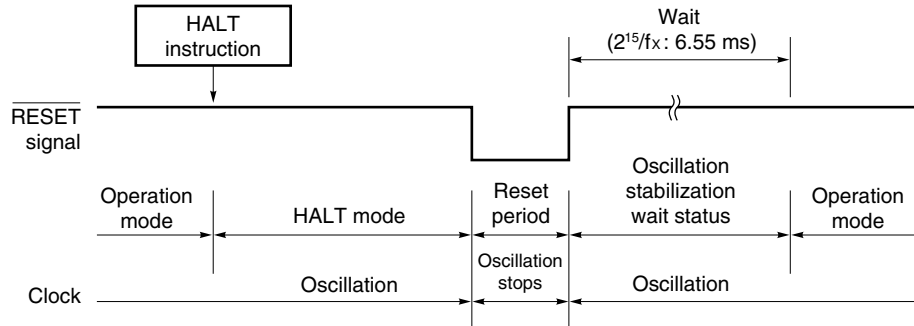 HALT
instruction
Wait
(2¹⁵/fx : 6.55 ms)
RESET
signal
Operation
mode
HALT mode
Reset
period
Oscillation
stabilization
wait status
Operation
mode
Clock
Oscillation
Oscillation
stops
Oscillation